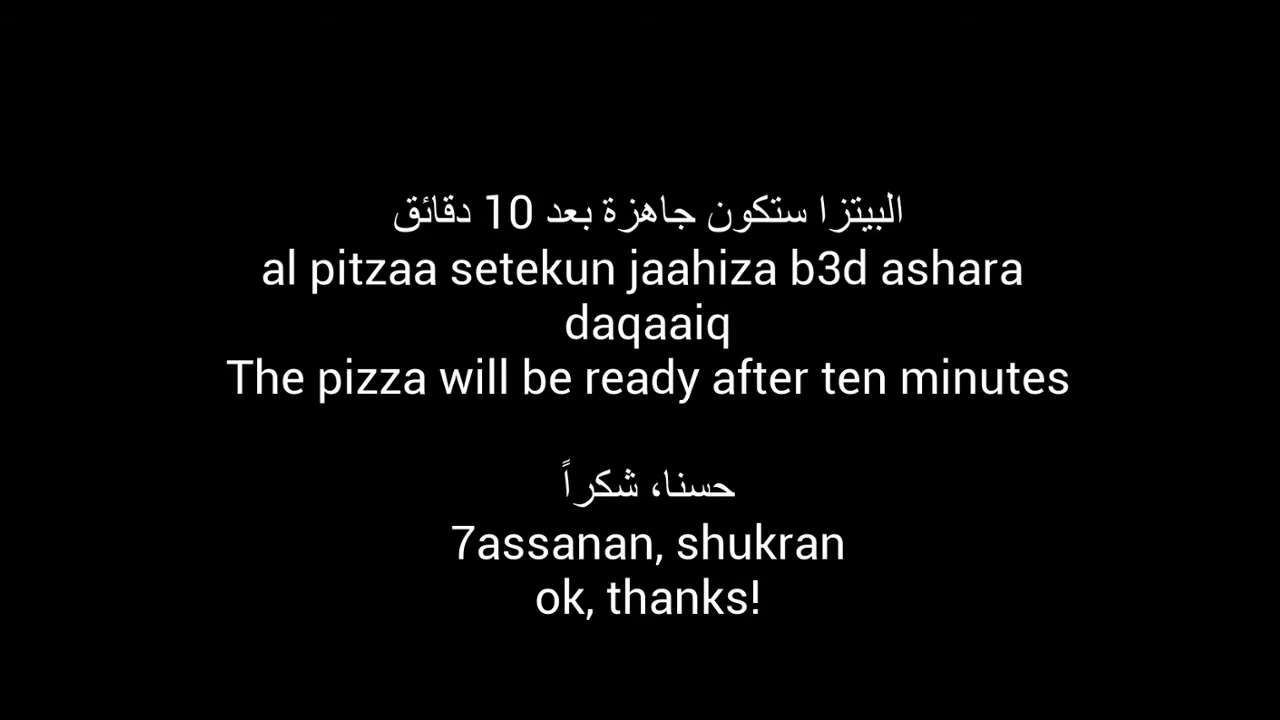 البيتزا ستكون جاهزة بعد 10 دقائق
al pitzaa setekun jaahiza b3d ashara
daqaaiq
The pizza will be ready after ten minutes
حسنا، شكراً
7assanan, shukran
ok, thanks!